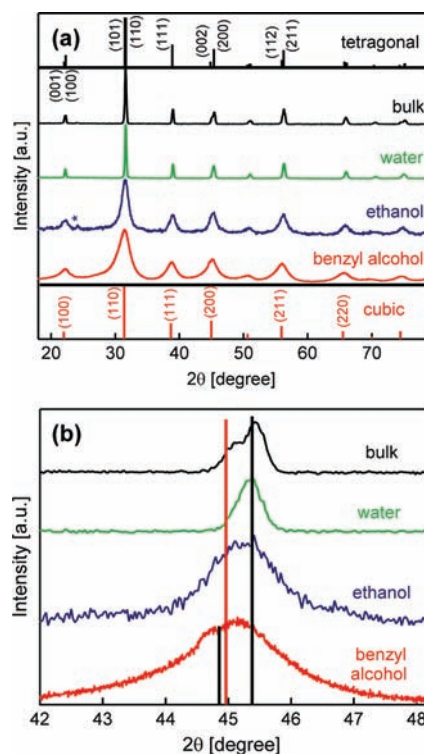 (a)
(001)
(100)
(101)
(110)
(111)
(002)
(200)
(112)
(211)
tetragonal
bulk
water
ethanol
*
benzyl alcohol
(100)
(110)
(111)
(200)
(211)
(220)
cubic
Intensity [a.u.]
20 30 40 50 60 70
2θ [degree]
(b)
bulk
water
ethanol
benzyl
alcohol
Intensity [a.u.]
42 43 44 45 46 47 48
2θ [degree]